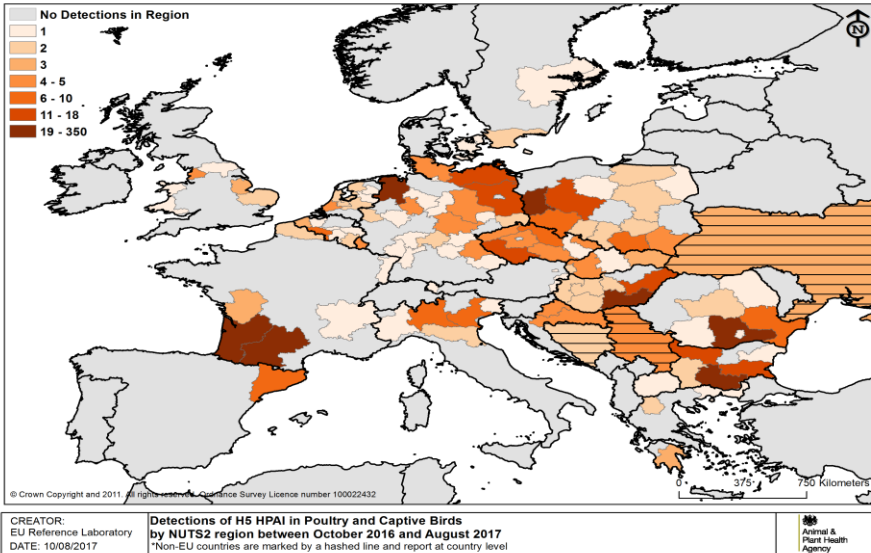 No Detections in Region
1
2
3
4 - 5
6 - 10
11 - 18
19 - 350
N
© Crown Copyright and 2011. All rights reserved. Ordnance Survey Licence number 100022432
0 375 750 Kilometers
CREATOR:
EU Reference Laboratory
DATE: 10/08/2017
Detections of H5 HPAI in Poultry and Captive Birds
by NUTS2 region between October 2016 and August 2017
*Non-EU countries are marked by a hashed line and report at country level
Animal &
Plant Health
Agency